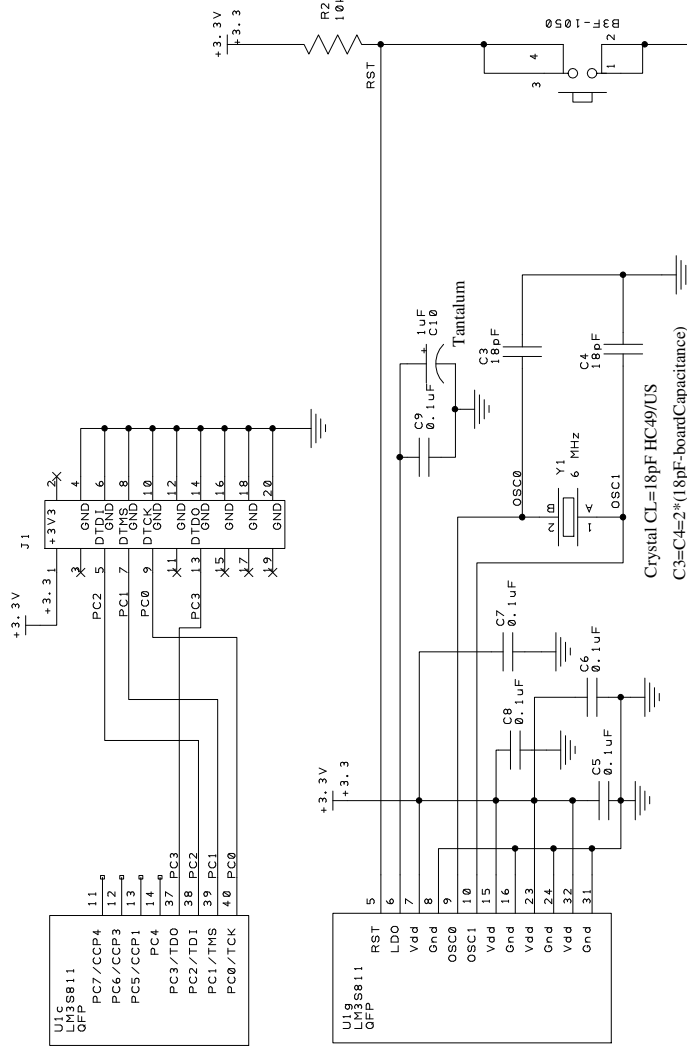 +3.3V
+3.3
R2
RST
3
4
1
2
B3F-1050
J1
+3.3V
+3.3
1
+3V3
2
3
GND
4
PC2
5
DTDI
GND
6
PC1
7
DTMS
GND
8
PC0
9
DTCK
GND
10
11
GND
12
PC3
13
DTDO
GND
14
15
GND
16
17
GND
18
19
GND
20
U1c
LM3S811
QFP
PC7/CCP4
11
PC6/CCP3
12
PC5/CCP1
13
PC4
14
PC3/TDO
37
PC3
PC2/TDI
38
PC2
PC1/TMS
39
PC1
PC0/TCK
40
PC0
+3.3V
+3.3
U1g
LM3S811
QFP
RST
5
LDO
6
Vdd
7
Gnd
8
OSC0
9
OSC1
10
Vdd
15
Gnd
16
Vdd
23
Gnd
24
Vdd
32
Gnd
31
C9
0.1uF
+
1uF
C10
Tantalum
C7
0.1uF
C8
0.1uF
C6
0.1uF
C5
0.1uF
OSC0
OSC1
Y1
6 MHz
2
B
1
A
C3
18pF
C4
18pF
Crystal CL=18pF HC49/US
C3=C4=2*(18pF-boardCapacitance)